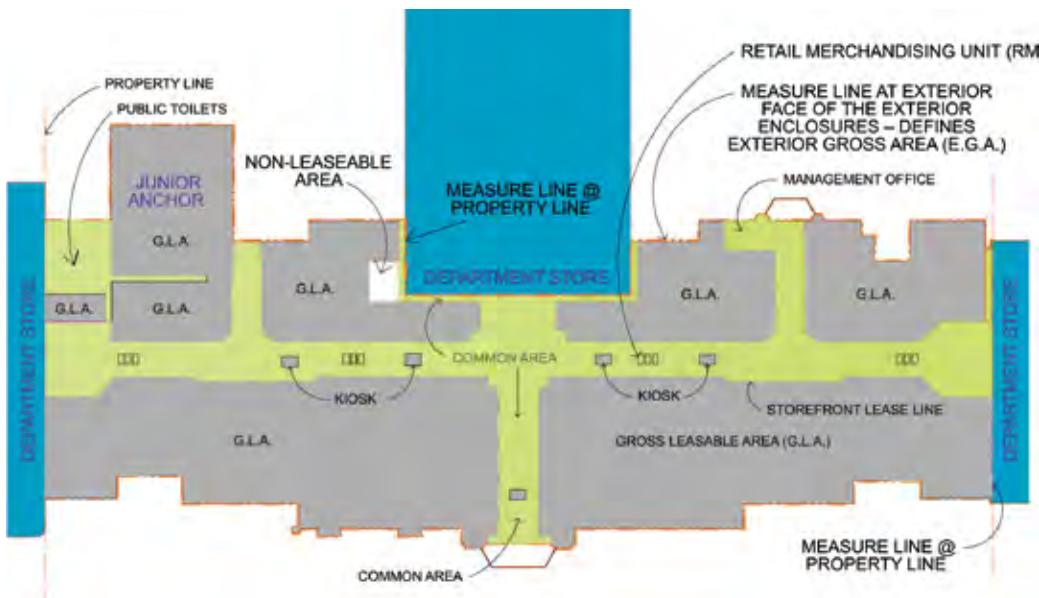 RETAIL MERCHANDISING UNIT (RM
PROPERTY LINE
MEASURE LINE AT EXTERIOR
FACE OF THE EXTERIOR
ENCLOSURES – DEFINES
EXTERIOR GROSS AREA (E.G.A.)
PUBLIC TOILETS
NON-LEASEABLE
AREA
MANAGEMENT OFFICE
JUNIOR
ANCHOR
MEASURE LINE @
PROPERTY LINE
G.L.A.
DEPARTMENT STORE
G.L.A.
G.L.A.
G.L.A.
G.L.A.
G.L.A.
DEPARTMENT STORE
DEPARTMENT STORE
COMMON AREA
KIOSK
KIOSK
STOREFRONT LEASE LINE
G.L.A.
GROSS LEASABLE AREA (G.L.A.)
MEASURE LINE @
PROPERTY LINE
COMMON AREA